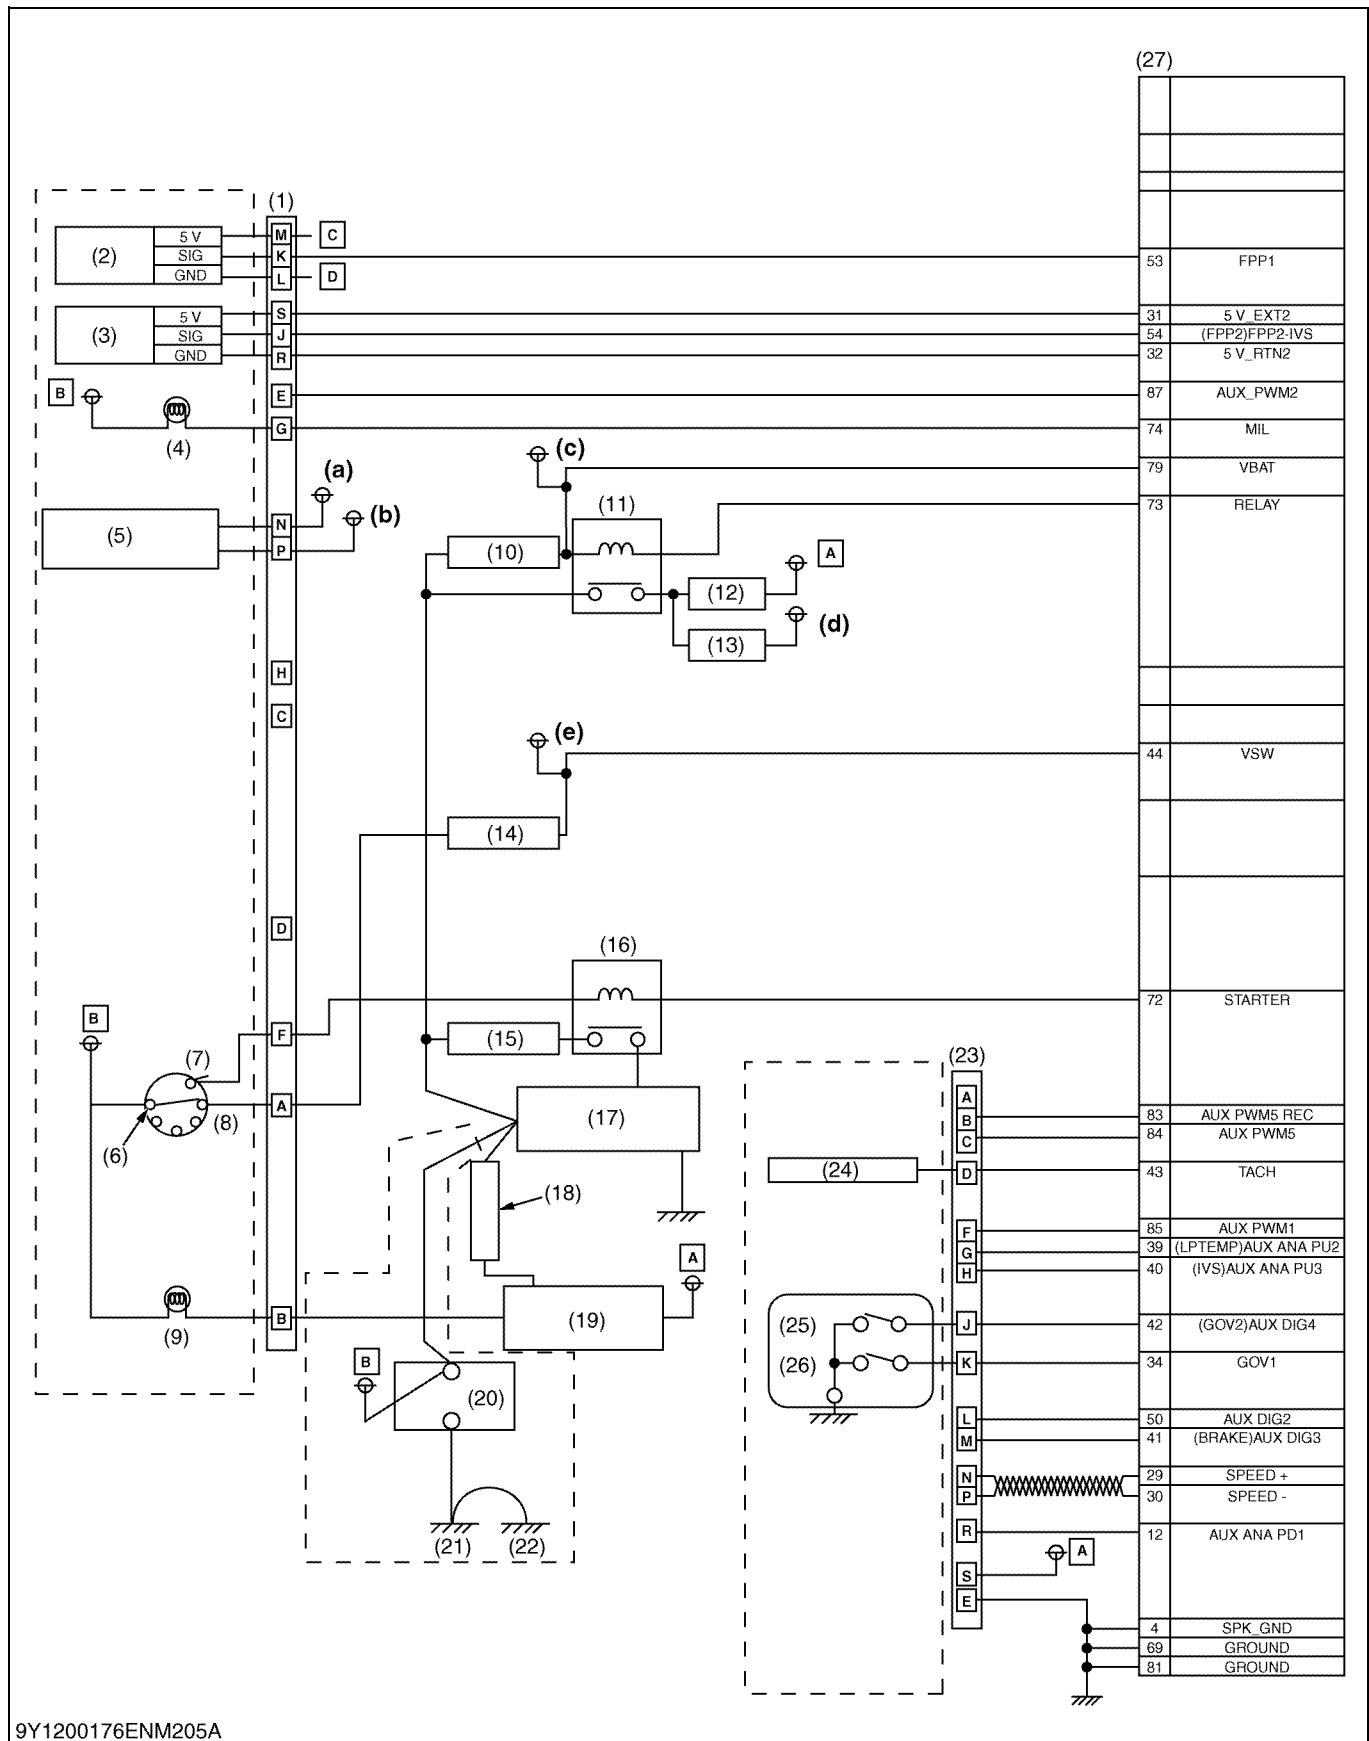 (27)
(1)
M
C
(2)
5 V
SIG
GND
K
L
D
53
FPP1
(3)
5 V
SIG
GND
S
J
R
31
5 V_EXT2
54
(FPP2)FPP2-IVS
32
5 V_RTN2
B
E
87
AUX_PWM2
(4)
G
74
MIL
(a)
(c)
79
VBAT
(5)
N
P
(b)
(11)
73
RELAY
(10)
(12)
A
(13)
(d)
H
C
(e)
44
VSW
(14)
D
(16)
B
F
72
STARTER
(7)
(15)
(23)
(6)
(8)
A
(17)
A
B
83
AUX PWM5 REC
C
84
AUX PWM5
(24)
D
43
TACH
(18)
F
85
AUX PWM1
G
39
(LPTEMP)AUX ANA PU2
H
40
(IVS)AUX ANA PU3
A
(9)
B
(19)
(25)
J
42
(GOV2)AUX DIG4
(26)
K
34
GOV1
B
(20)
L
50
AUX DIG2
M
41
(BRAKE)AUX DIG3
N
29
SPEED +
P
30
SPEED -
(21)
(22)
R
12
AUX ANA PD1
A
S
E
4
SPK_GND
69
GROUND
81
GROUND
9Y1200176ENM205A